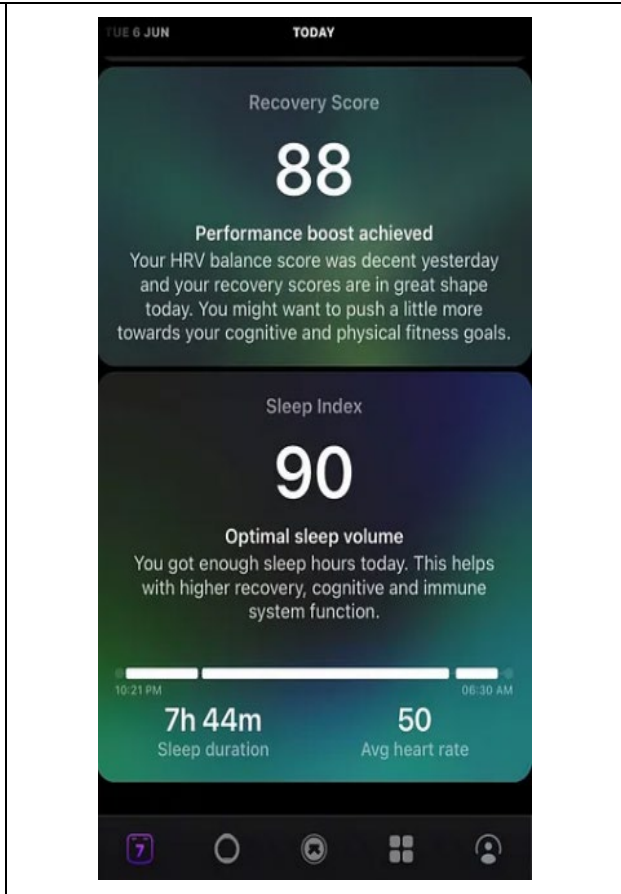 TUE 6 JUN TODAY
Recovery Score
88
Performance boost achieved
Your HRV balance score was decent yesterday
and your recovery scores are in great shape
today. You might want to push a little more
towards your cognitive and physical fitness goals.
Sleep Index
90
Optimal sleep volume
You got enough sleep hours today. This helps
with higher recovery, cognitive and immune
system function.
10:21 PM 06:30 AM
7h 44m 50
Sleep duration Avg heart rate
7